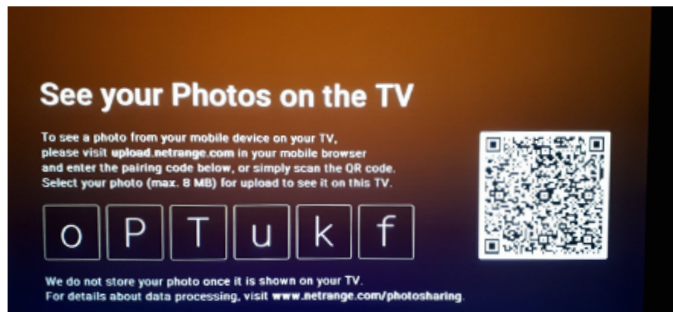 See your Photos on the TV
To see a photo from your mobile device on your TV,
please visit upload.netrange.com in your mobile browser
and enter the pairing code below, or simply scan the QR code.
Select your photo (max. 8 MB) for upload to see it on this TV.
o P T u k f
We do not store your photo once it is shown on your TV.
For details about data processing, visit www.netrange.com/photosharing.